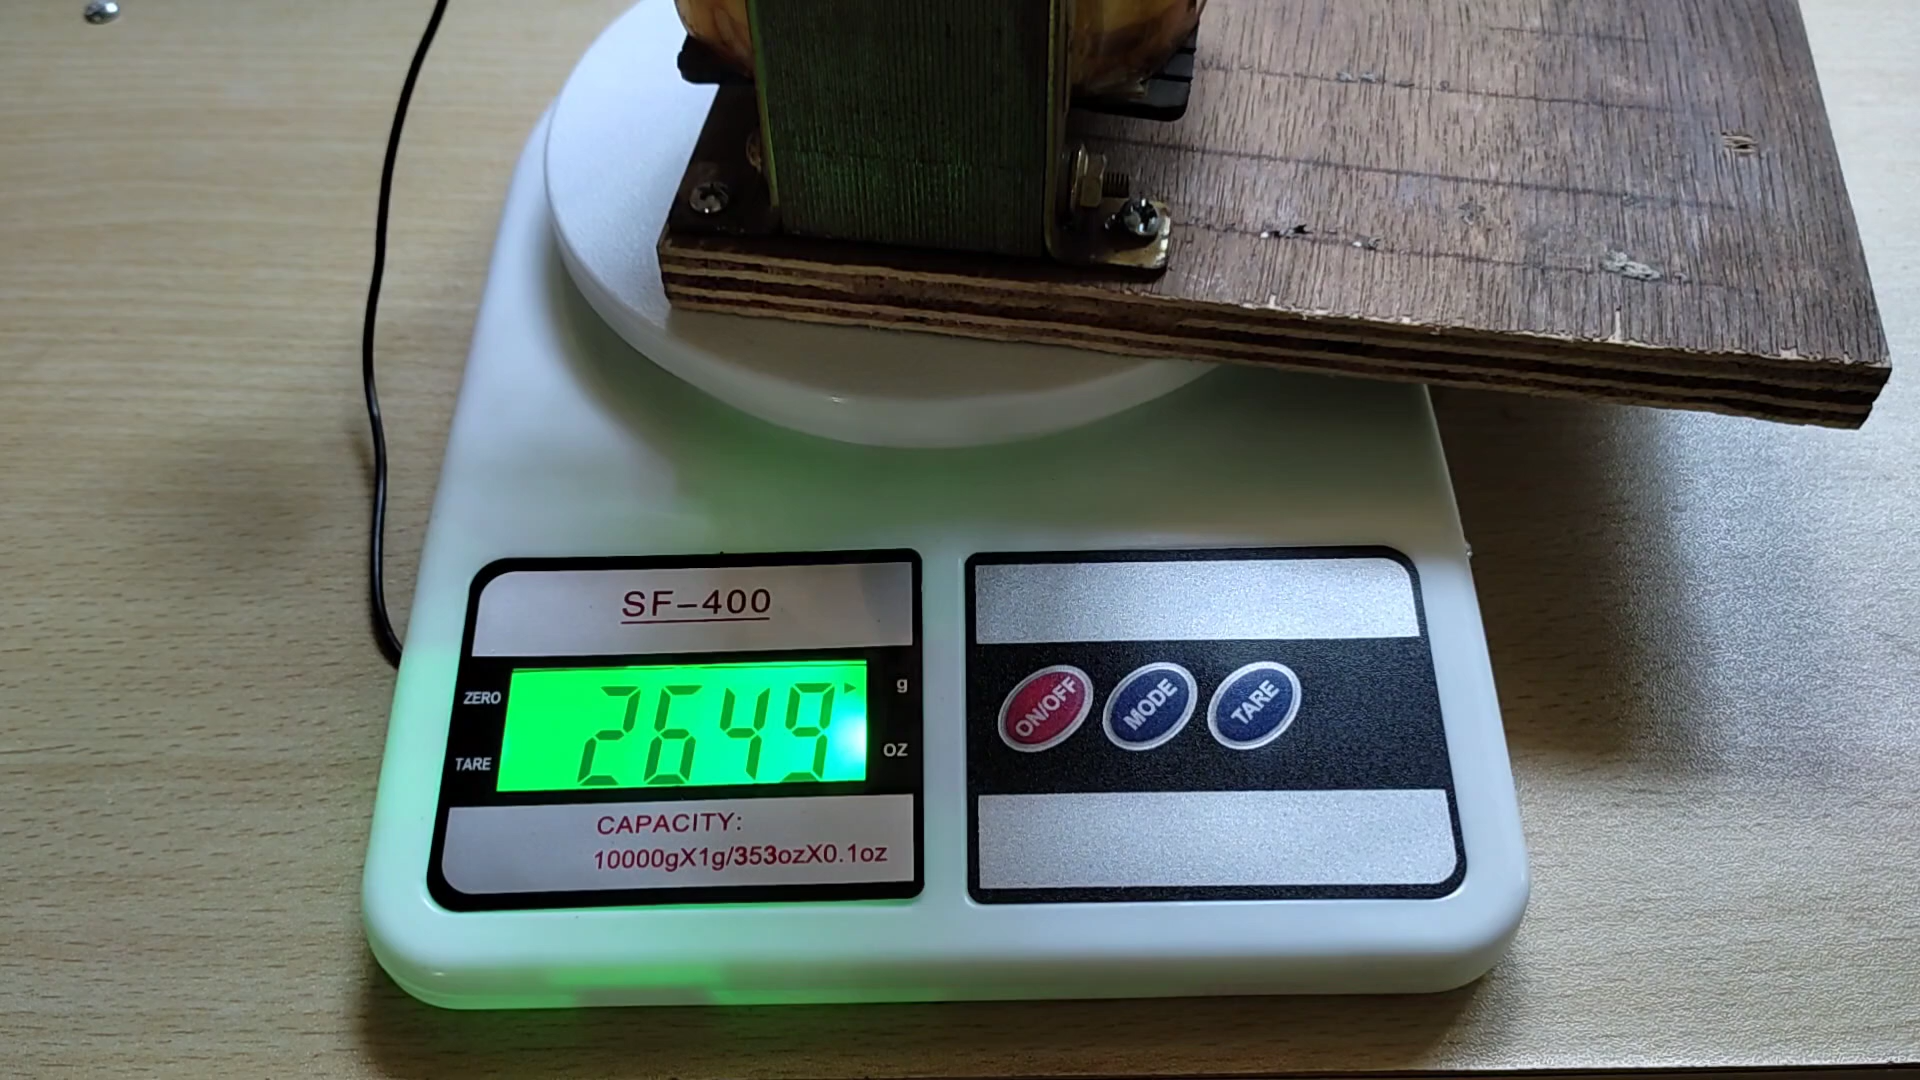 SF-400
ZERO
TARE
2649
g
oz
CAPACITY:
10000gX1g/353ozX0.1oz
ON/OFF
MODE
TARE